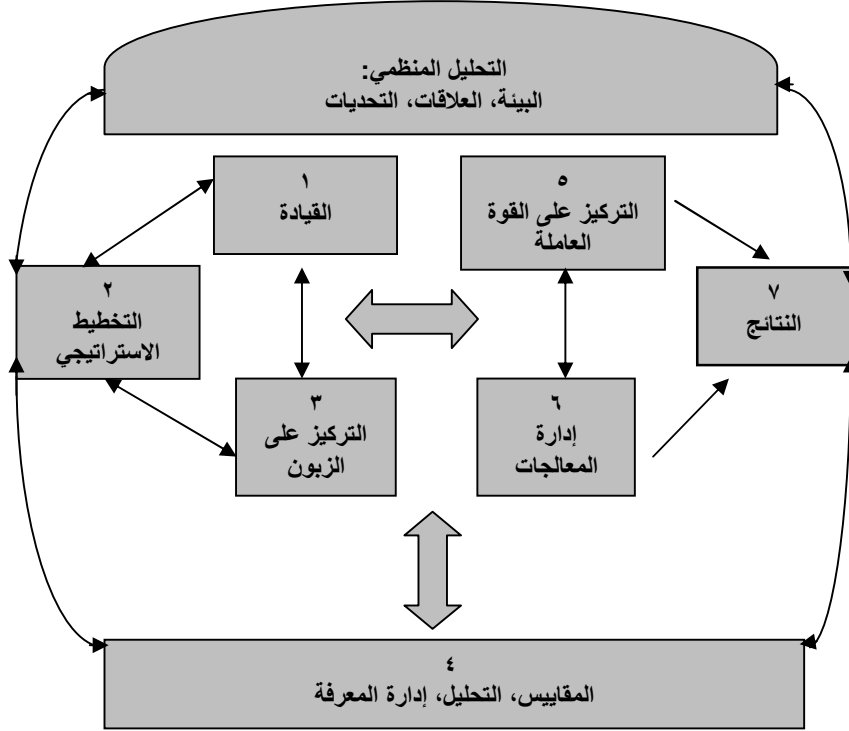 التحليل المنظمي:
البيئة، العلاقات، التحديات
١
القيادة
٥
التركيز على القوة
العاملة
٢
التخطيط
الاستراتيجي
٧
النتائج
٣
التركيز على
الزبون
٦
إدارة
المعالجات
٤
المقاييس، التحليل، إدارة المعرفة